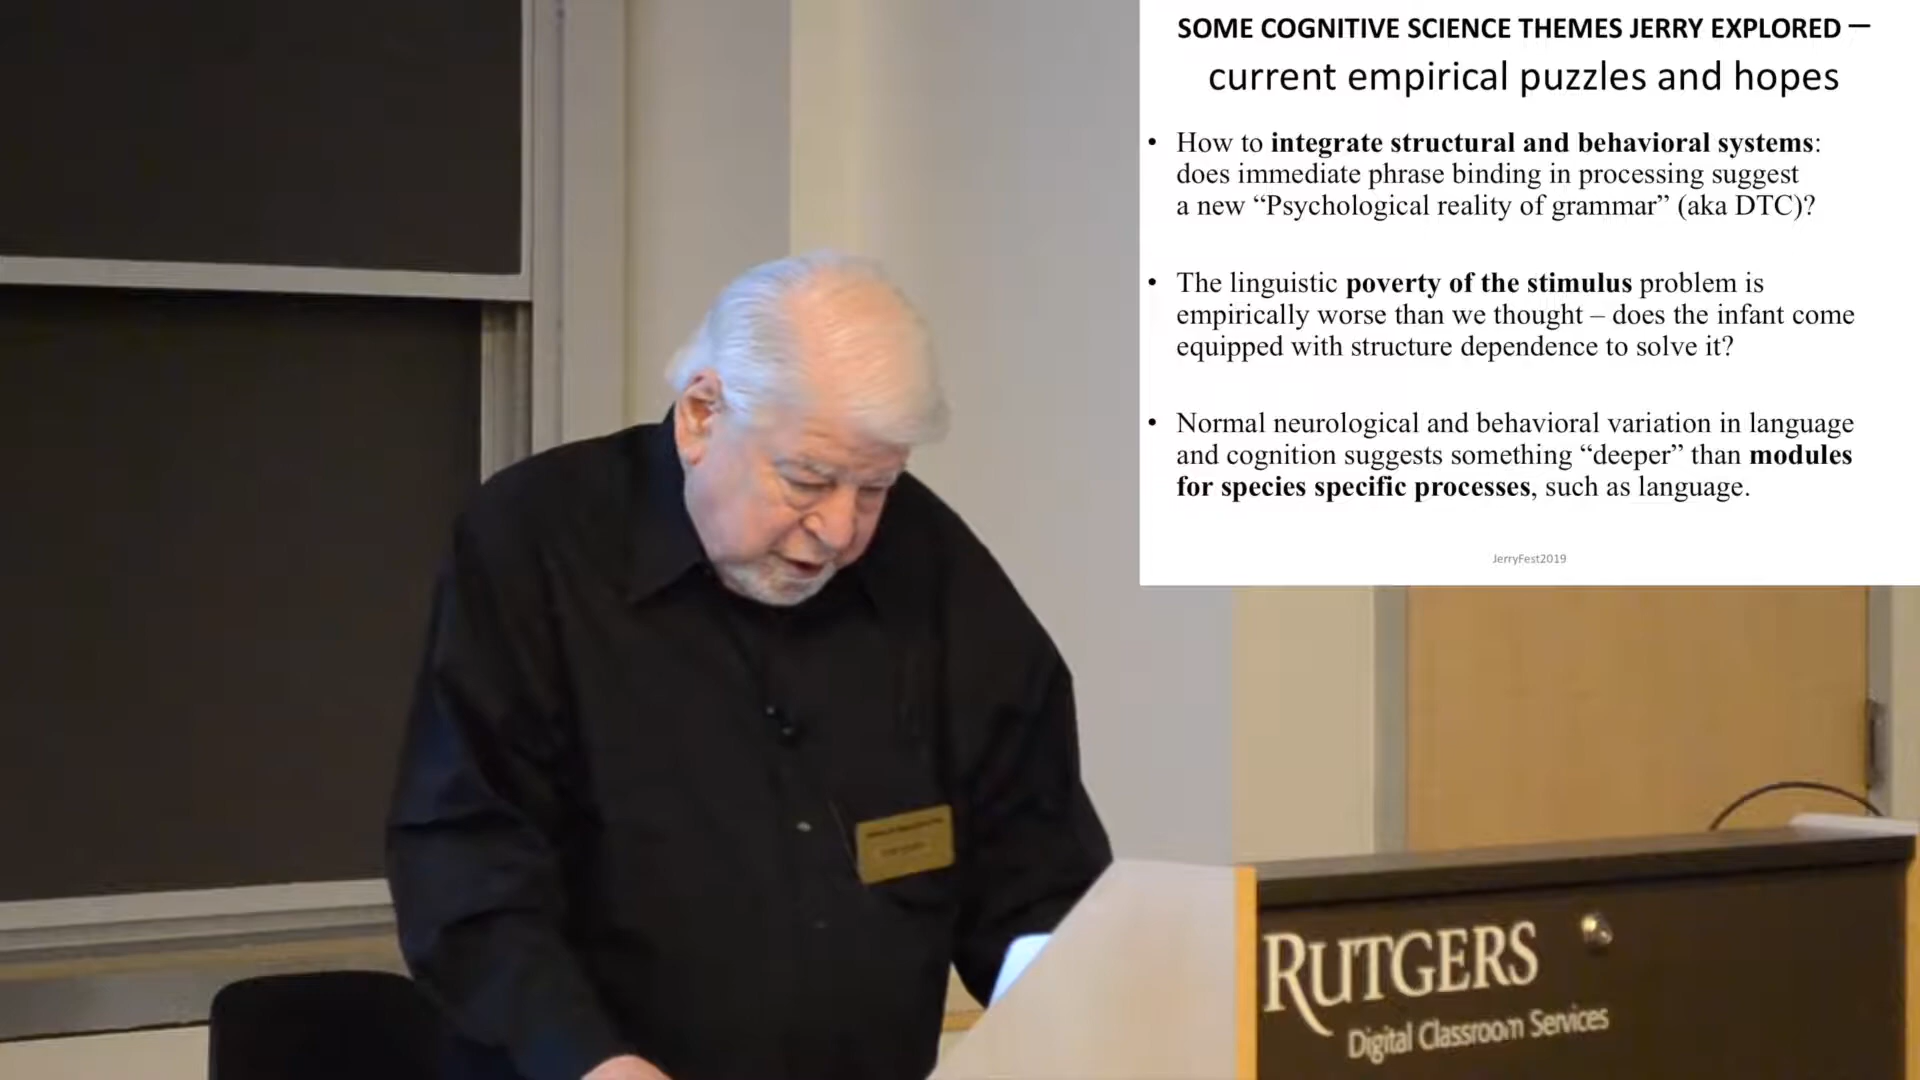 SOME COGNITIVE SCIENCE THEMES JERRY EXPLORED —
current empirical puzzles and hopes
• How to integrate structural and behavioral systems:
does immediate phrase binding in processing suggest
a new “Psychological reality of grammar” (aka DTC)?
• The linguistic poverty of the stimulus problem is
empirically worse than we thought – does the infant come
equipped with structure dependence to solve it?
• Normal neurological and behavioral variation in language
and cognition suggests something “deeper” than modules
for species specific processes, such as language.
JerryFest2019
RUTGERS
Digital Classroom Services